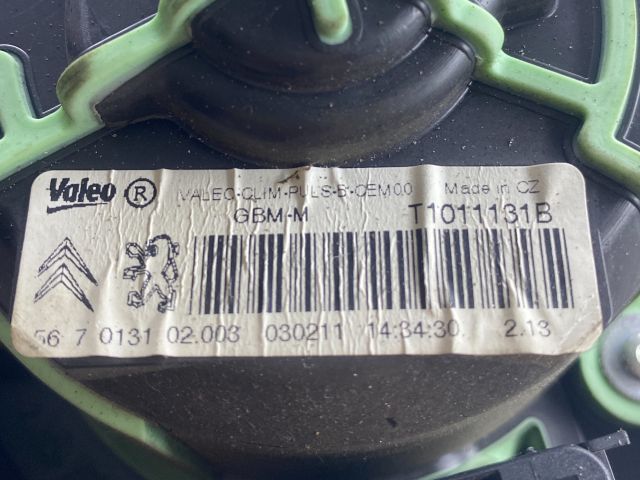 Valeo ® VALEO-CLIM-PULS-B-CEM00 Made in CZ
GBM-M T1011131B
56 7 0131 02.003 030211 14:34:30 2.13